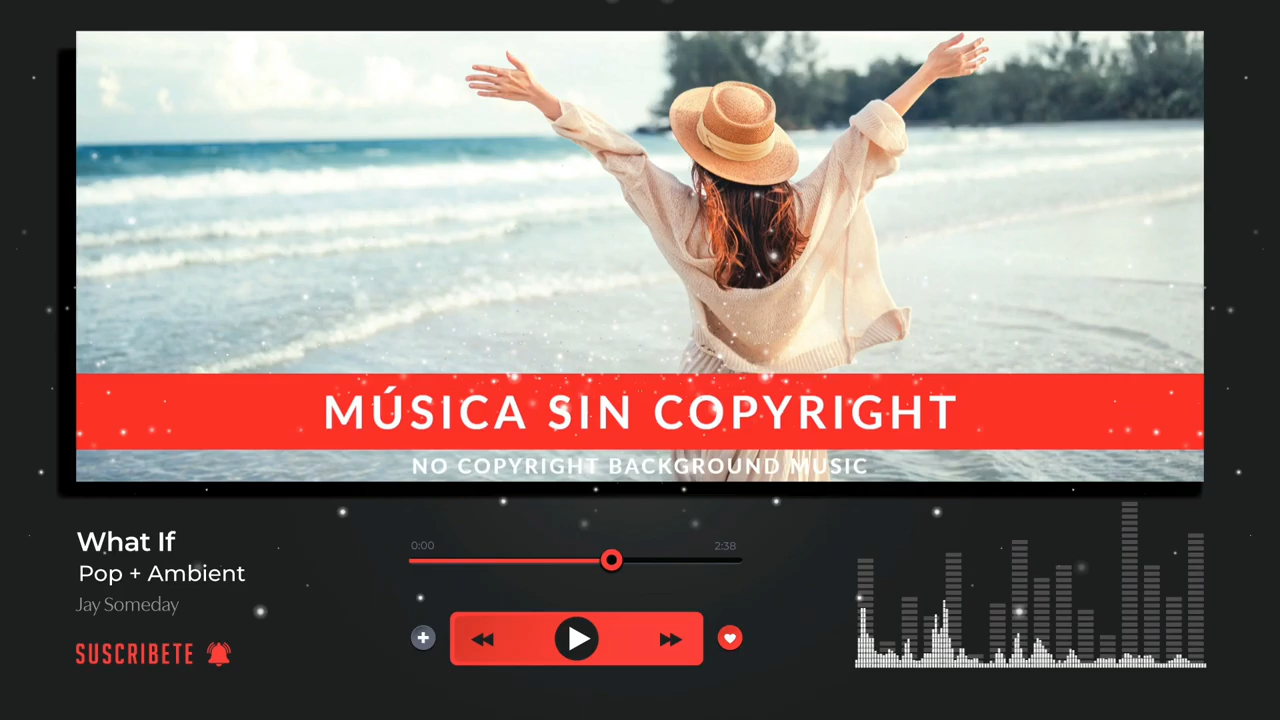 MÚSICA SIN COPYRIGHT
NO COPYRIGHT BACKGROUND MUSIC
What If
Pop + Ambient
Jay Someday
SUSCRIBETE
0:00
2:38